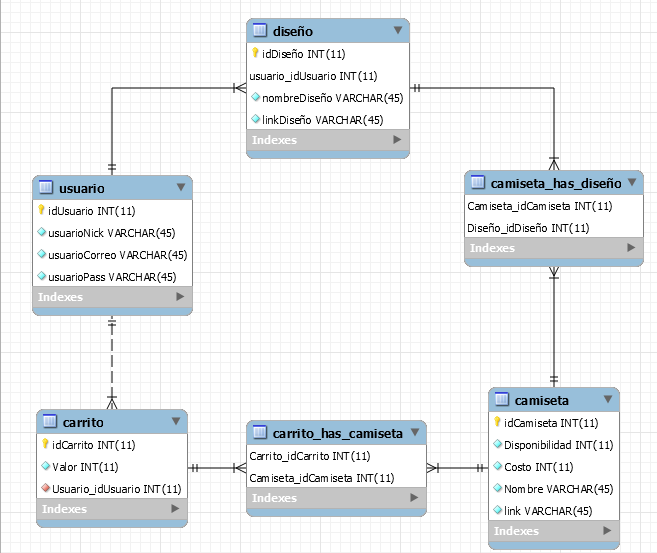 diseño
idDiseño INT(11)
usuario_idUsuario INT(11)
nombreDiseño VARCHAR(45)
linkDiseño VARCHAR(45)
Indexes
usuario
idUsuario INT(11)
usuarioNick VARCHAR(45)
usuarioCorreo VARCHAR(45)
usuarioPass VARCHAR(45)
Indexes
camiseta_has_diseño
Camiseta_idCamiseta INT(11)
Diseño_idDiseño INT(11)
Indexes
carrito
idCarrito INT(11)
Valor INT(11)
Usuario_idUsuario INT(11)
Indexes
carrito_has_camiseta
Carrito_idCarrito INT(11)
Camiseta_idCamiseta INT(11)
Indexes
camiseta
idCamiseta INT(11)
Disponibilidad INT(11)
Costo INT(11)
Nombre VARCHAR(45)
link VARCHAR(45)
Indexes